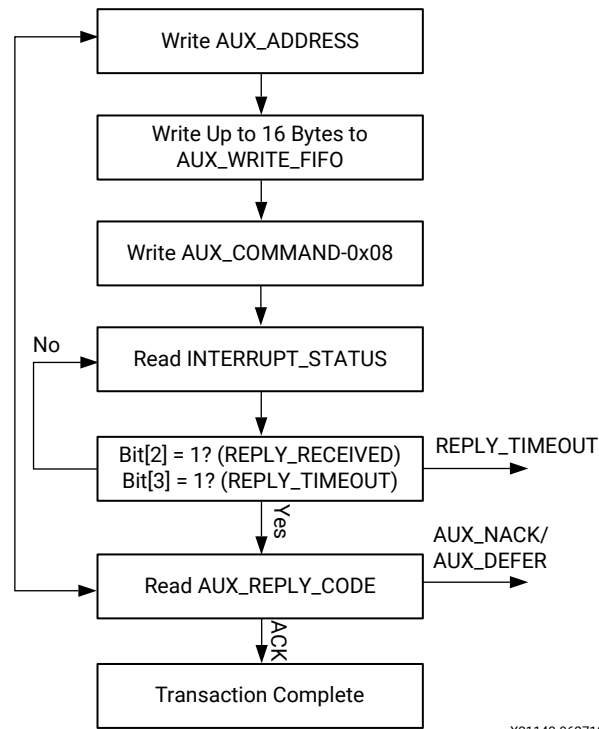 Write AUX_ADDRESS
Write Up to 16 Bytes to
AUX_WRITE_FIFO
Write AUX_COMMAND-0x08
No
Read INTERRUPT_STATUS
Bit[2] = 1? (REPLY_RECEIVED)
Bit[3] = 1? (REPLY_TIMEOUT)
REPLY_TIMEOUT
Yes
AUX_NACK/
AUX_DEFER
Read AUX_REPLY_CODE
ACK
Transaction Complete